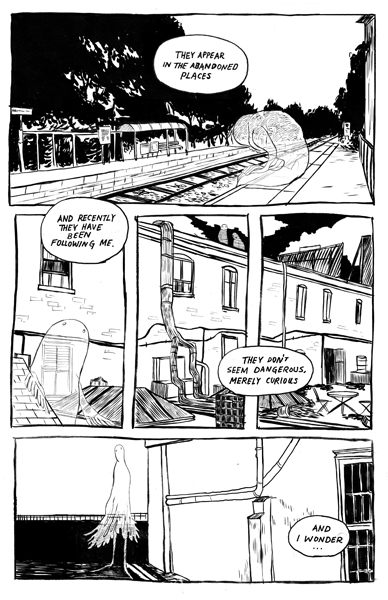 THEY APPEAR
IN THE ABANDONED
PLACES
AND RECENTLY
THEY HAVE
BEEN
FOLLOWING ME.
THEY DON'T
SEEM DANGEROUS,
MERELY CURIOUS
AND
I WONDER
...